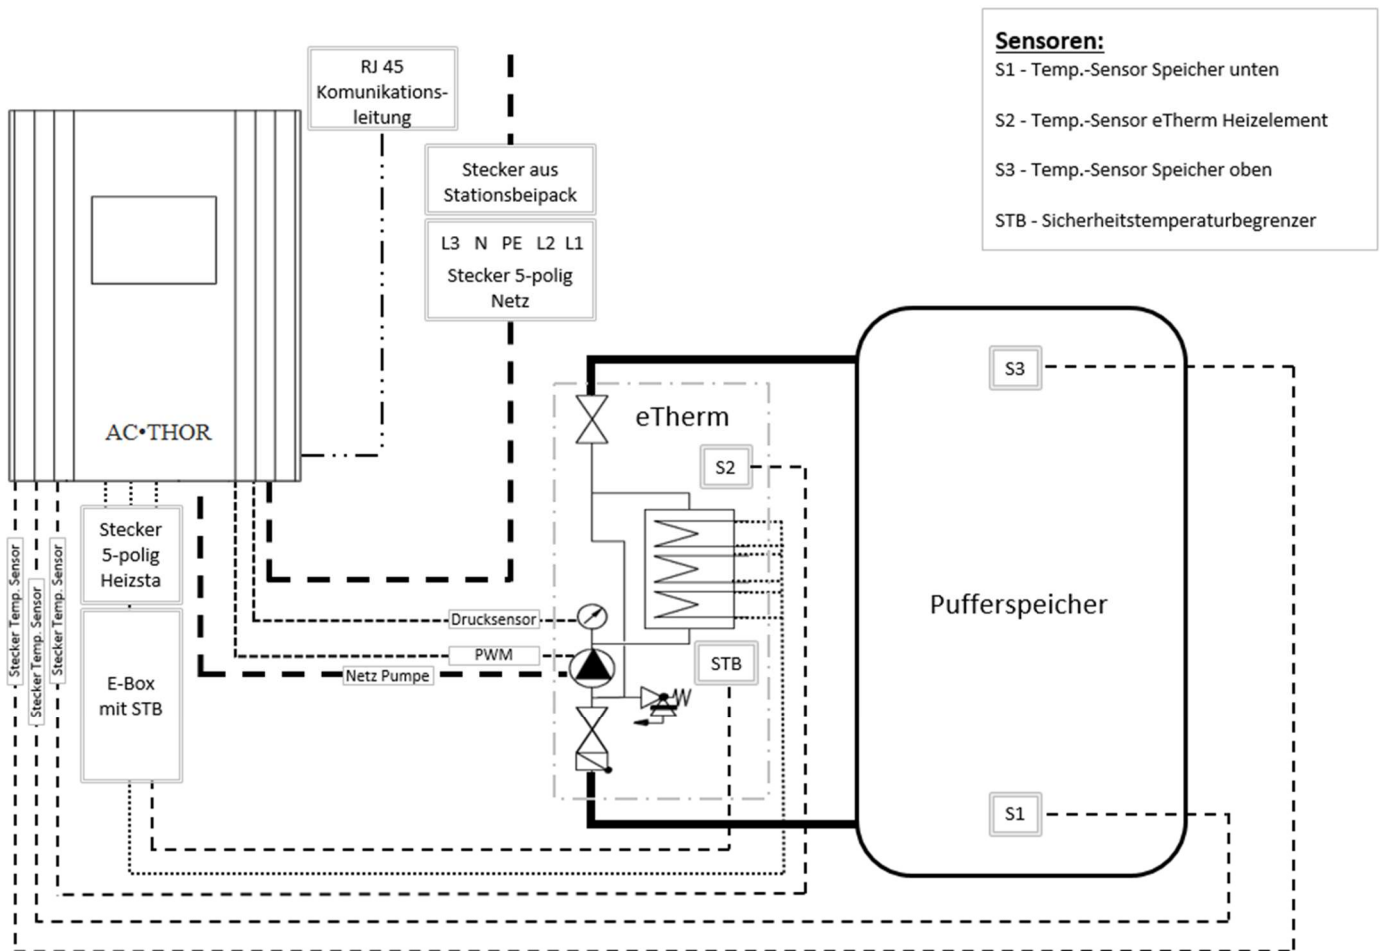 RJ 45
Komunikations-
leitung
Stecker aus
Stationsbeipack
L3 N PE L2 L1
Stecker 5-polig
Netz
Sensoren:
S1 - Temp.-Sensor Speicher unten
S2 - Temp.-Sensor eTherm Heizelement
S3 - Temp.-Sensor Speicher oben
STB - Sicherheitstemperaturbegrenzer
AC•THOR
eTherm
S3
S2
Stecker
5-polig
Heizsta
Stecker Temp. Sensor
Stecker Temp. Sensor
Stecker Temp. Sensor
Drucksensor
PWM
Netz Pumpe
STB
Pufferspeicher
E-Box
mit STB
S1